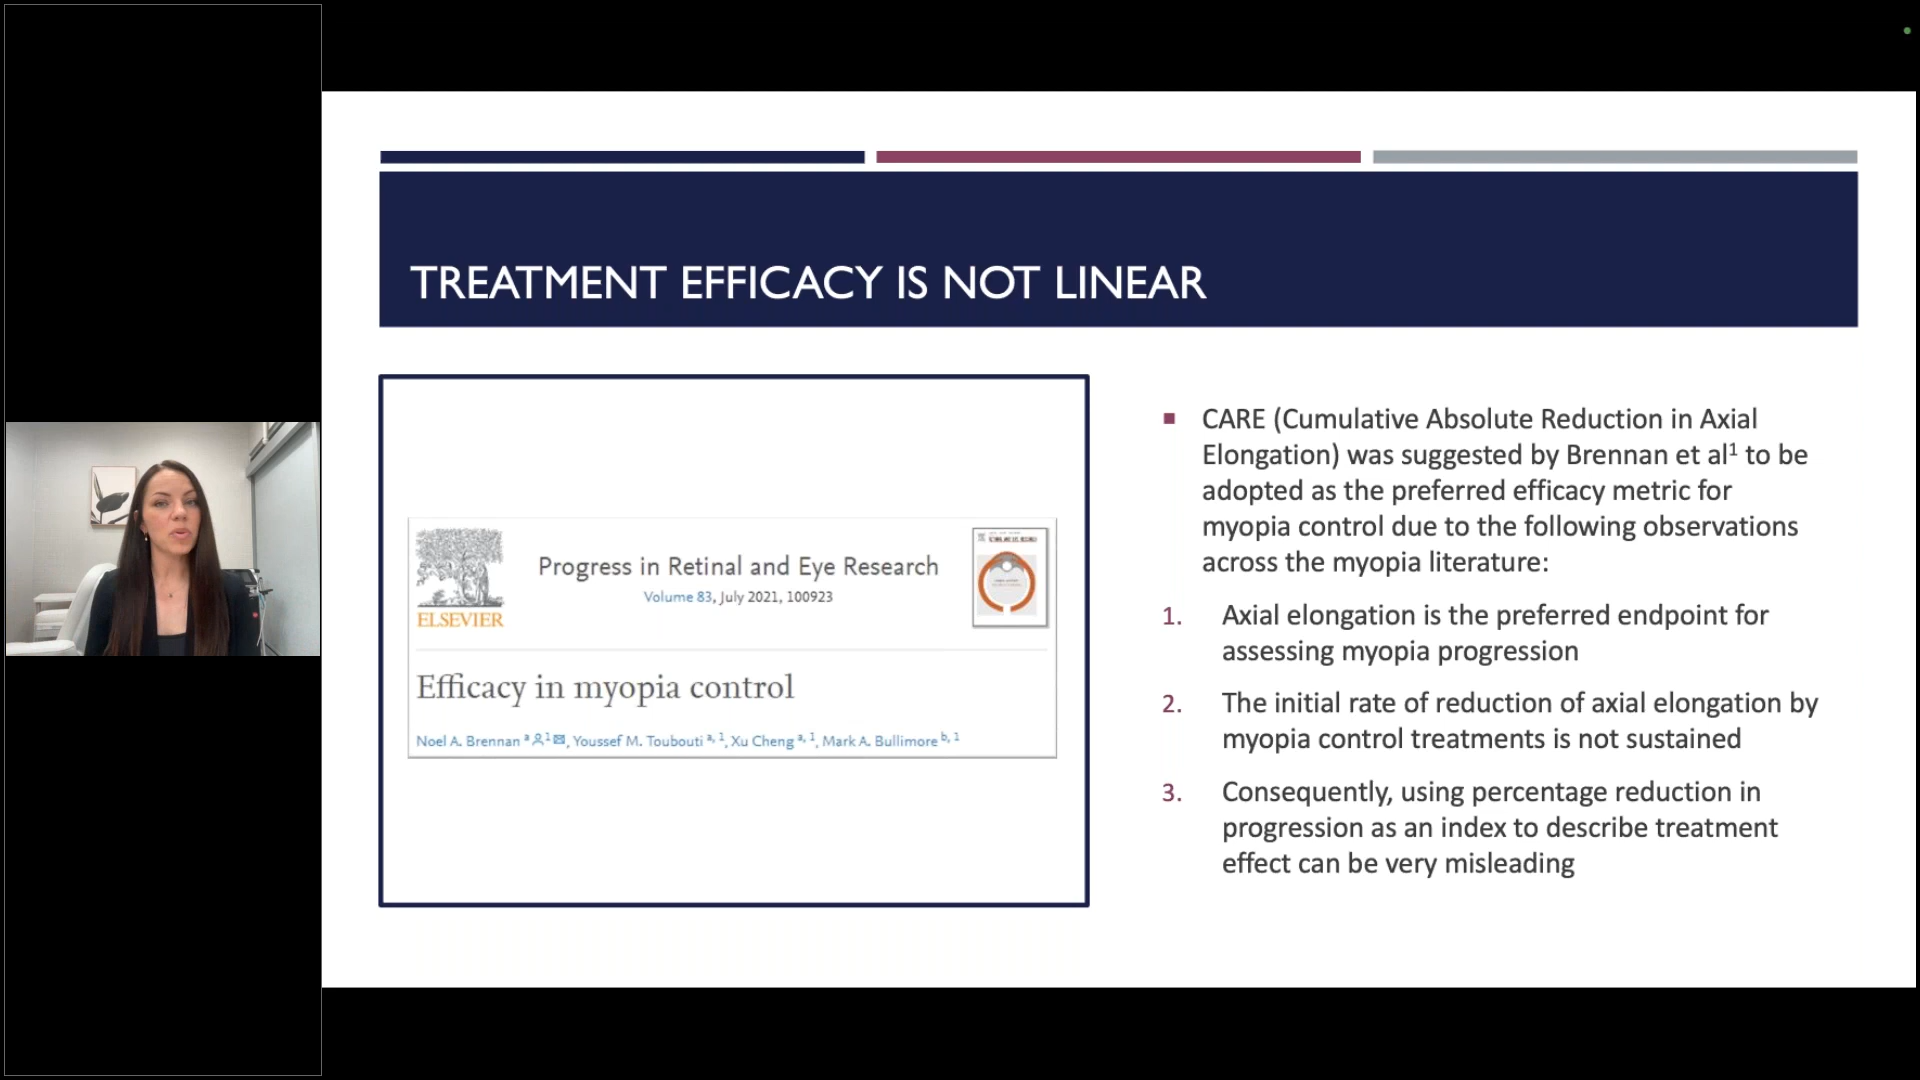 TREATMENT EFFICACY IS NOT LINEAR
ELSEVIER
Progress in Retinal and Eye Research
Volume 83, July 2021, 100923
Efficacy in myopia control
Noel A. Brennan a 1, Youssef M. Toubouti a, 1, Xu Cheng a, 1, Mark A. Bullimore b, 1
CARE (Cumulative Absolute Reduction in Axial
Elongation) was suggested by Brennan et al1 to be
adopted as the preferred efficacy metric for
myopia control due to the following observations
across the myopia literature:
1. Axial elongation is the preferred endpoint for
assessing myopia progression
2. The initial rate of reduction of axial elongation by
myopia control treatments is not sustained
3. Consequently, using percentage reduction in
progression as an index to describe treatment
effect can be very misleading